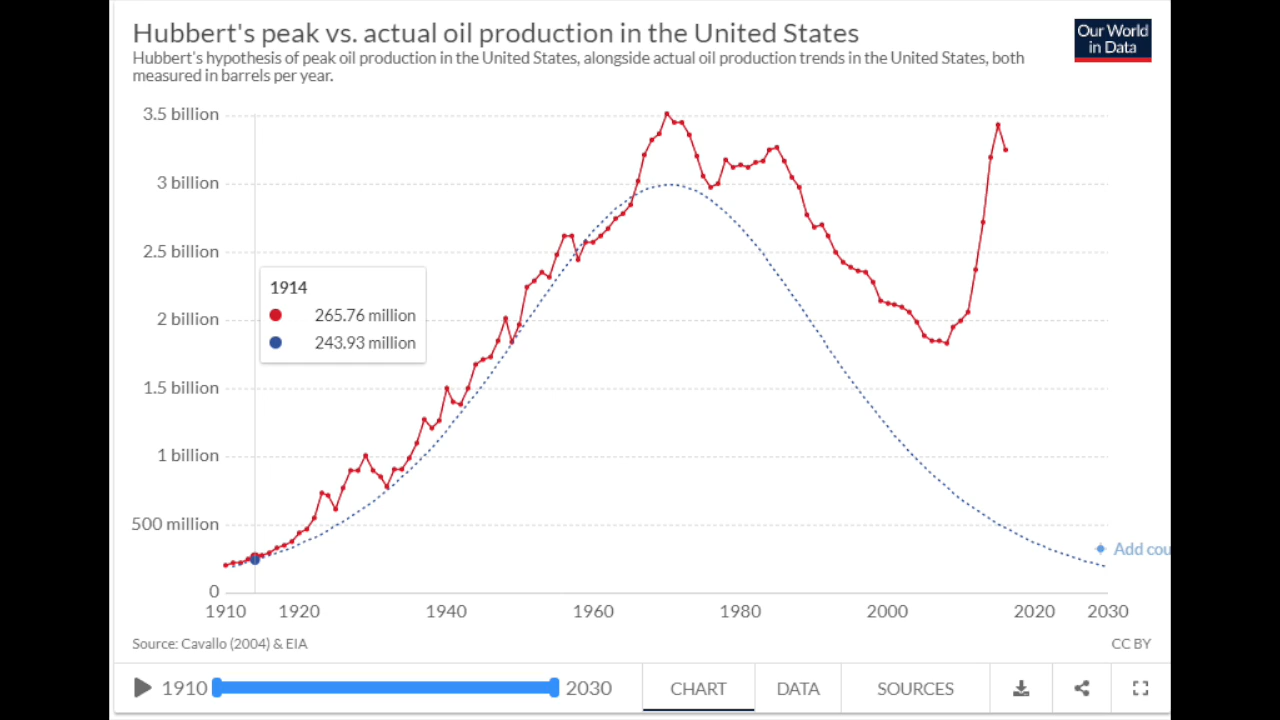 Hubbert's peak vs. actual oil production in the United States
Our World
in Data
Hubbert's hypothesis of peak oil production in the United States, alongside actual oil production trends in the United States, both
measured in barrels per year.
3.5 billion
3 billion
2.5 billion
2 billion
1.5 billion
1 billion
500 million
0
1914
265.76 million
243.93 million
Add cou
1910 1920 1940 1960 1980 2000 2020 2030
Source: Cavallo (2004) & EIA CC BY
1910 2030 CHART DATA SOURCES